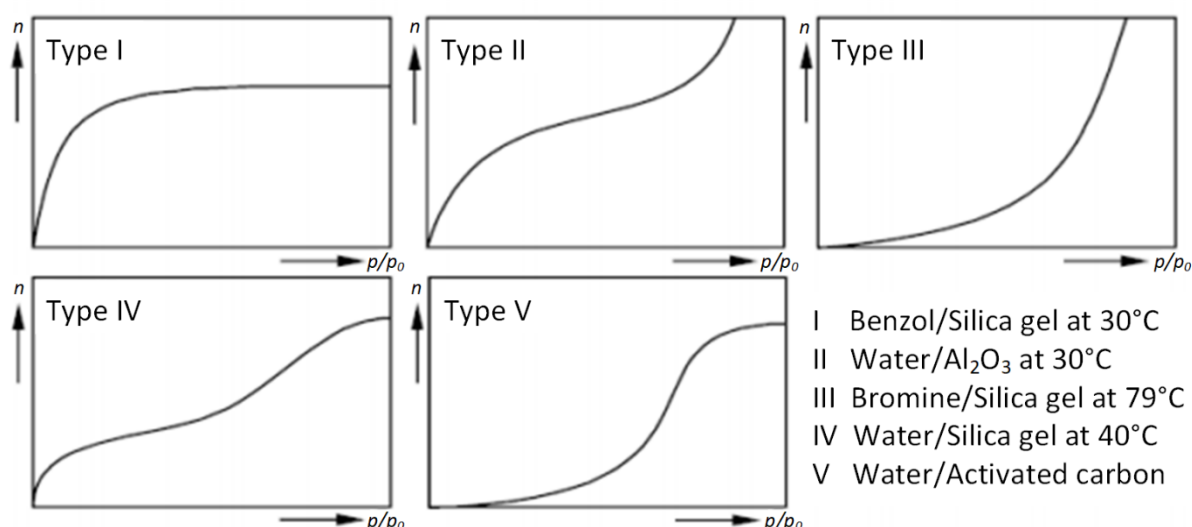 n
Type I
p/p₀
n
Type II
p/p₀
n
Type III
p/p₀
n
Type IV
p/p₀
n
Type V
p/p₀
I Benzol/Silica gel at 30°C
II Water/Al₂O₃ at 30°C
III Bromine/Silica gel at 79°C
IV Water/Silica gel at 40°C
V Water/Activated carbon